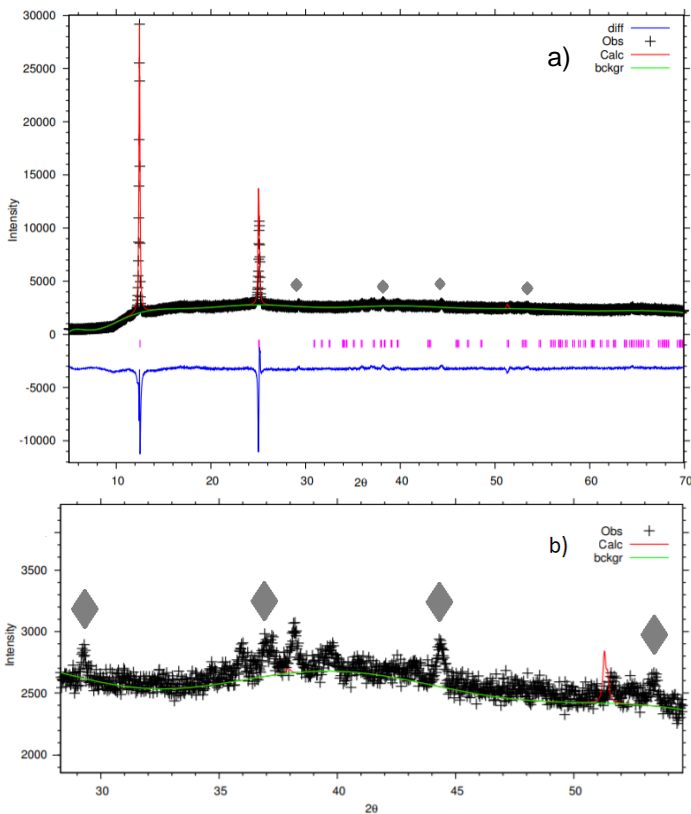 30000
25000
20000
15000
10000
5000
0
-5000
-10000
Intensity
diff
Obs
Calc
bckgr
a)
10 20 30 40 50 60 70
2θ
3500
3000
2500
2000
Intensity
Obs
Calc
bckgr
b)
30 35 40 45 50
2θ